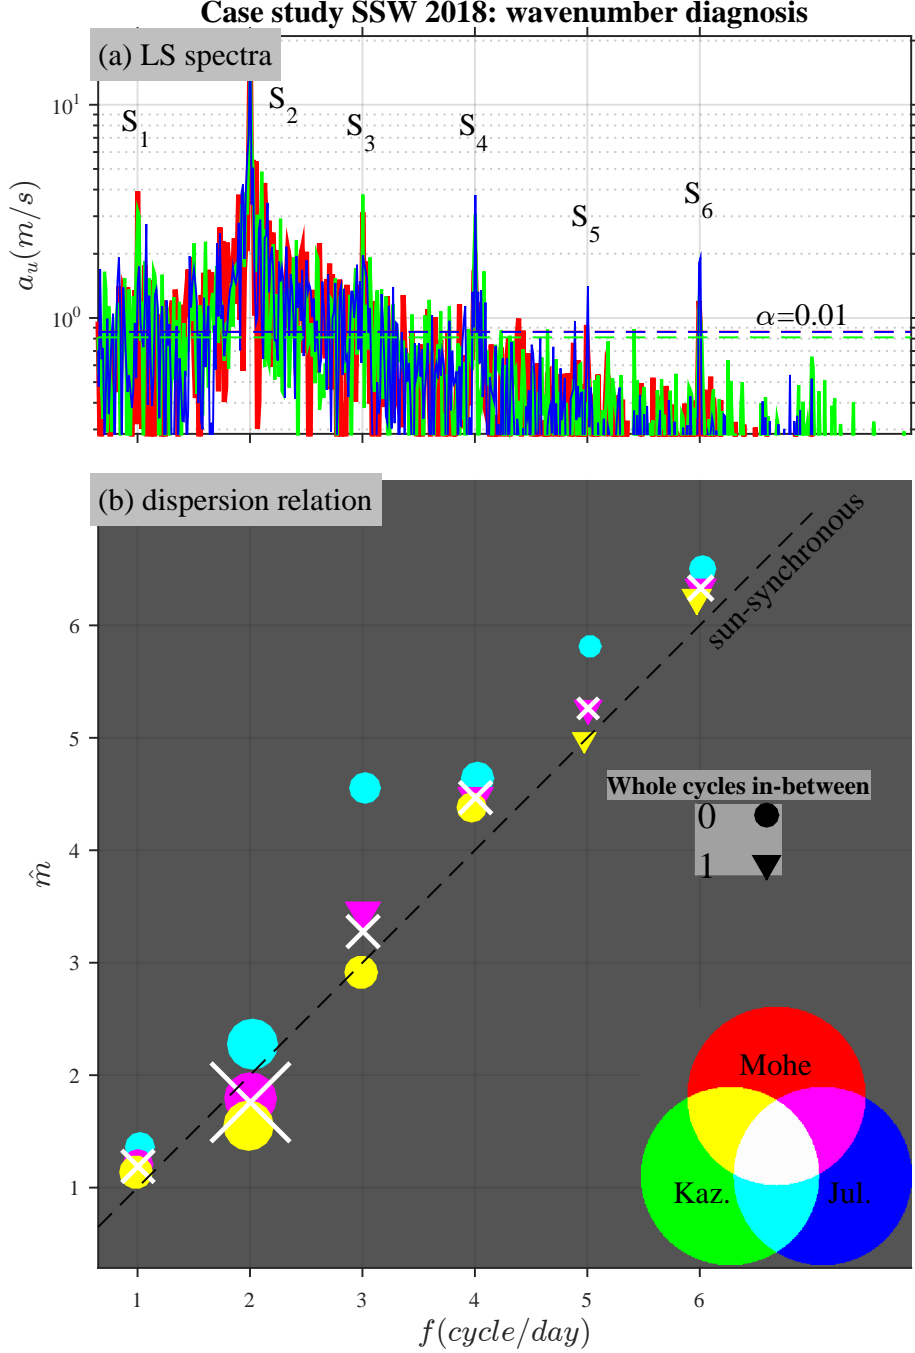 Case study SSW 2018: wavenumber diagnosis
(a) LS spectra
S₁
S₂
S₃
S₄
S₅
S₆
α=0.01
10¹
10⁰
a_u(m/s)
(b) dispersion relation
sun-synchronous
6
5
4
3
2
1
m̂
Whole cycles in-between
0
1
Mohe
Kaz.
Jul.
1 2 3 4 5 6
f(cycle/day)